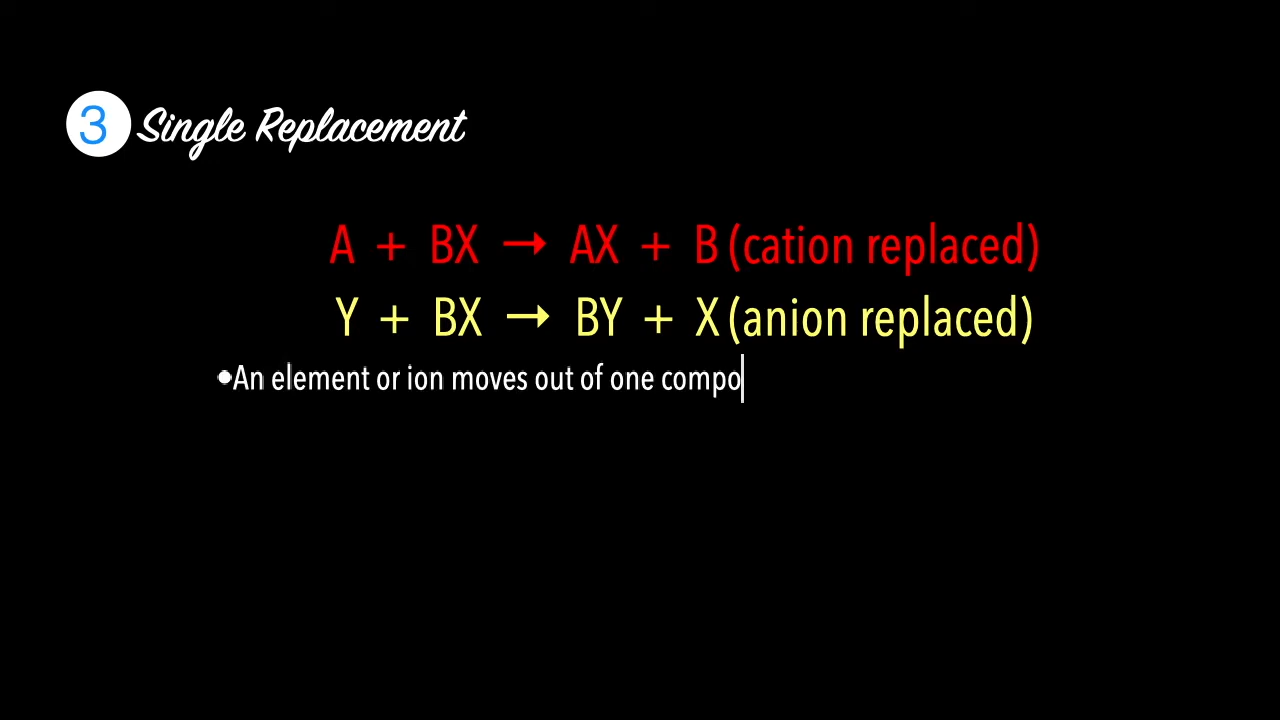 3 Single Replacement
A + BX → AX + B (cation replaced)
Y + BX → BY + X (anion replaced)
•An element or ion moves out of one compo